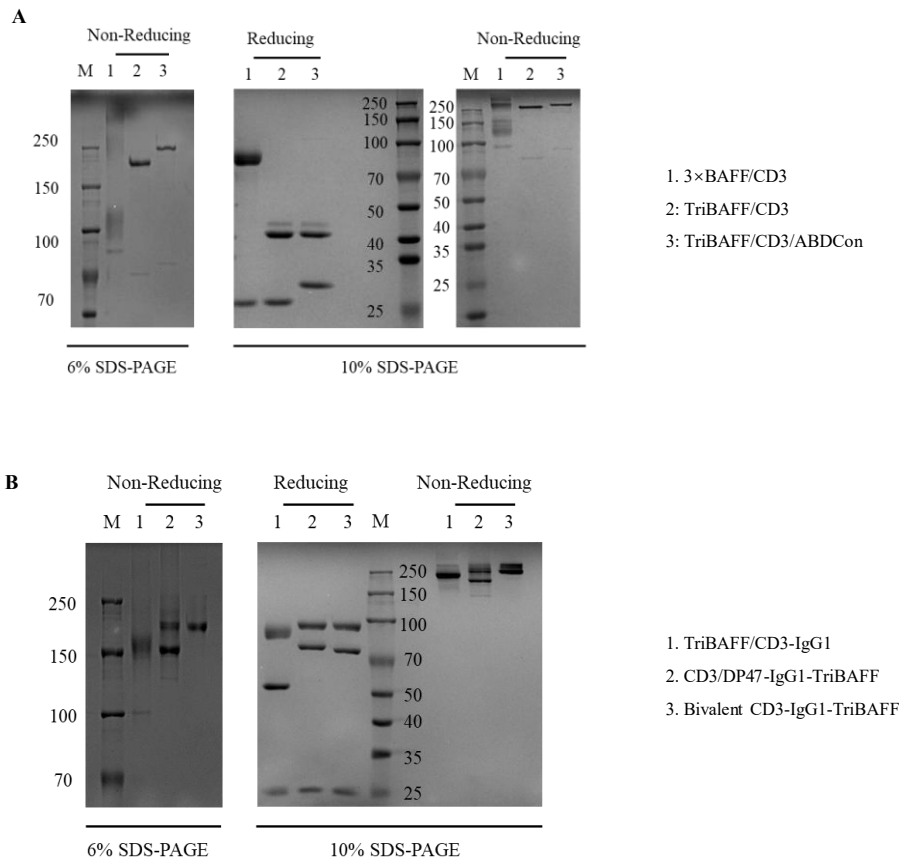 A
Non-Reducing
M 1 2 3
250
150
100
70
6% SDS-PAGE
Reducing
1 2 3
250
150
100
70
50
40
35
25
Non-Reducing
M 1 2 3
250
150
100
70
50
40
35
25
10% SDS-PAGE
1. 3×BAFF/CD3
2: TriBAFF/CD3
3: TriBAFF/CD3/ABDCon
B
Non-Reducing
M 1 2 3
250
150
100
70
6% SDS-PAGE
Reducing
1 2 3 M
250
150
100
70
50
40
35
25
Non-Reducing
1 2 3
10% SDS-PAGE
1. TriBAFF/CD3-IgG1
2. CD3/DP47-IgG1-TriBAFF
3. Bivalent CD3-IgG1-TriBAFF